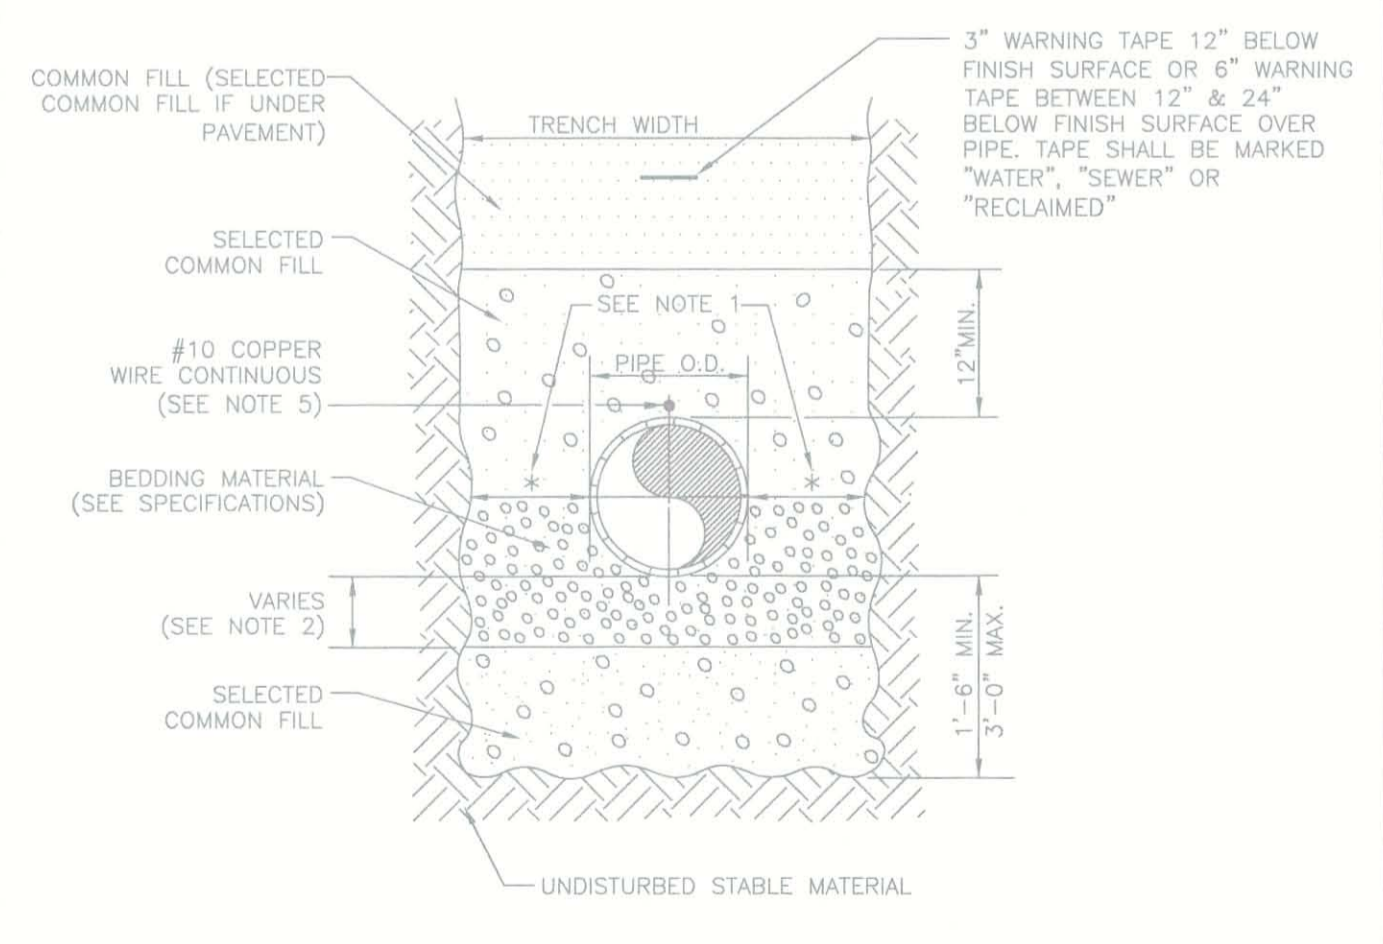 3" WARNING TAPE 12" BELOW
FINISH SURFACE OR 6" WARNING
TAPE BETWEEN 12" & 24"
BELOW FINISH SURFACE OVER
PIPE. TAPE SHALL BE MARKED
"WATER", "SEWER" OR
"RECLAIMED"
COMMON FILL (SELECTED
COMMON FILL IF UNDER
PAVEMENT)
TRENCH WIDTH
SELECTED
COMMON FILL
SEE NOTE 1
12"MIN.
#10 COPPER
WIRE CONTINUOUS
(SEE NOTE 5)
PIPE O.D.
BEDDING MATERIAL
(SEE SPECIFICATIONS)
* *
VARIES
(SEE NOTE 2)
1'-6" MIN.
3'-0" MAX.
SELECTED
COMMON FILL
UNDISTURBED STABLE MATERIAL